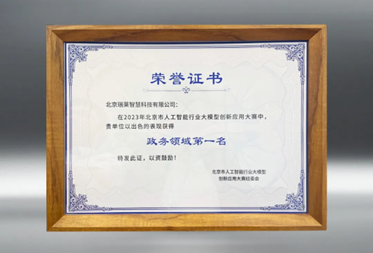 荣誉证书
北京瑞莱智慧科技有限公司：
在2023年北京市人工智能行业大模型创新应用大赛中，
贵单位以出色的表现获得
政务领域第一名
特发此证，以资鼓励！
北京市人工智能行业大模型
创新应用大赛组委会